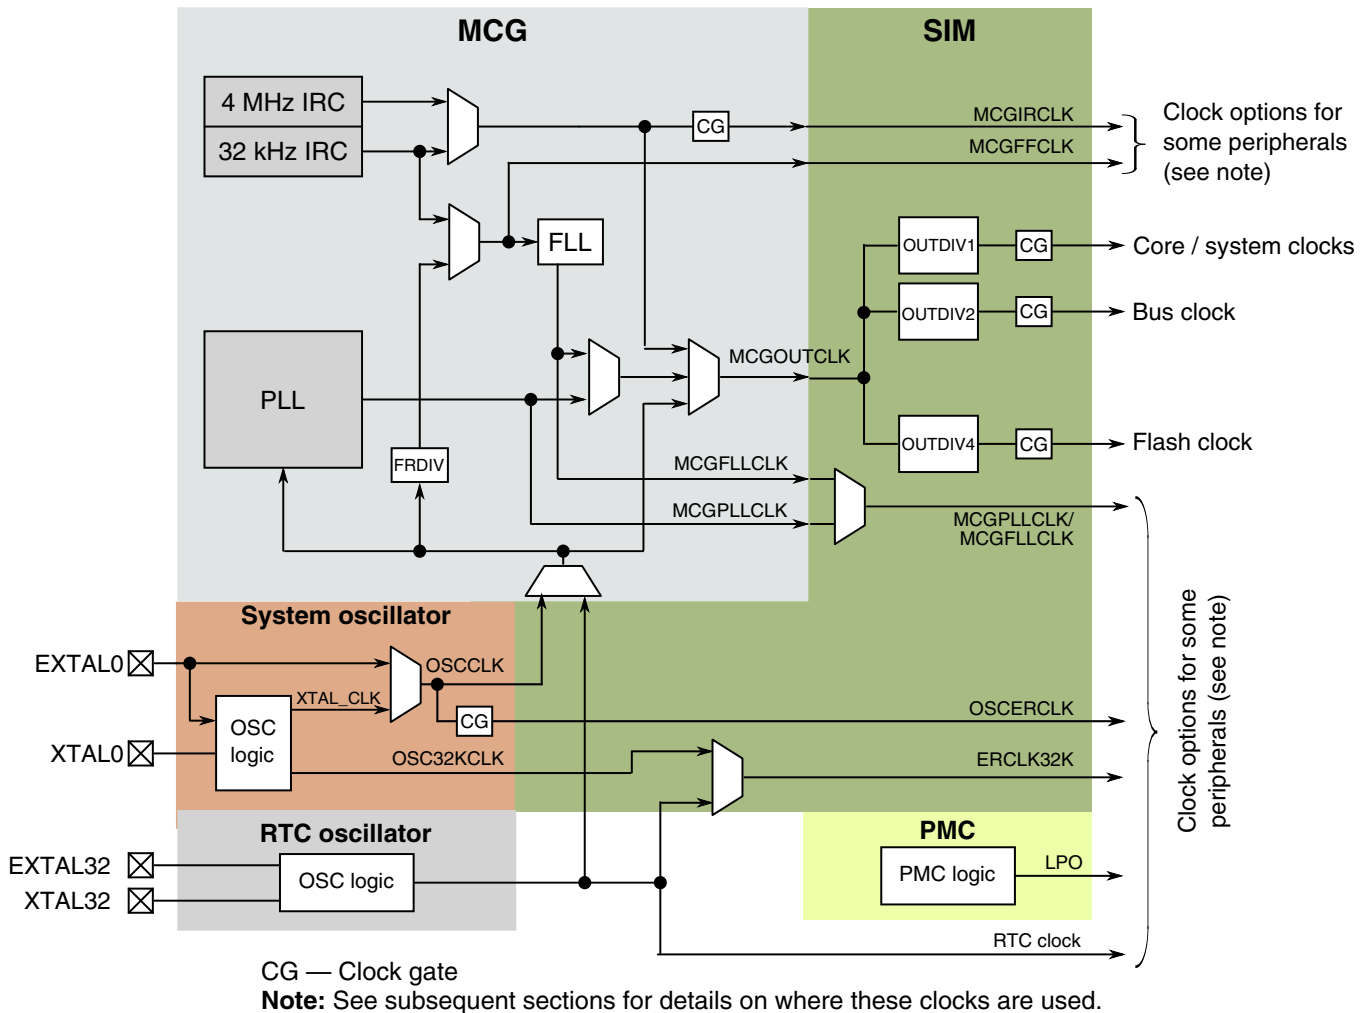 MCG
SIM
4 MHz IRC
32 kHz IRC
CG
MCGIRCLK
MCGFFCLK
Clock options for
some peripherals
(see note)
FLL
OUTDIV1
CG
Core / system clocks
OUTDIV2
CG
Bus clock
PLL
MCGOUTCLK
OUTDIV4
CG
Flash clock
FRDIV
MCGFLLCLK
MCGPLLCLK
MCGPLLCLK/
MCGFLLCLK
System oscillator
EXTAL0
OSCCLK
XTAL_CLK
OSC
logic
CG
OSCERCLK
XTAL0
OSC32KCLK
ERCLK32K
Clock options for some
peripherals (see note)
RTC oscillator
PMC
EXTAL32
XTAL32
OSC logic
PMC logic
LPO
RTC clock
CG — Clock gate
Note: See subsequent sections for details on where these clocks are used.